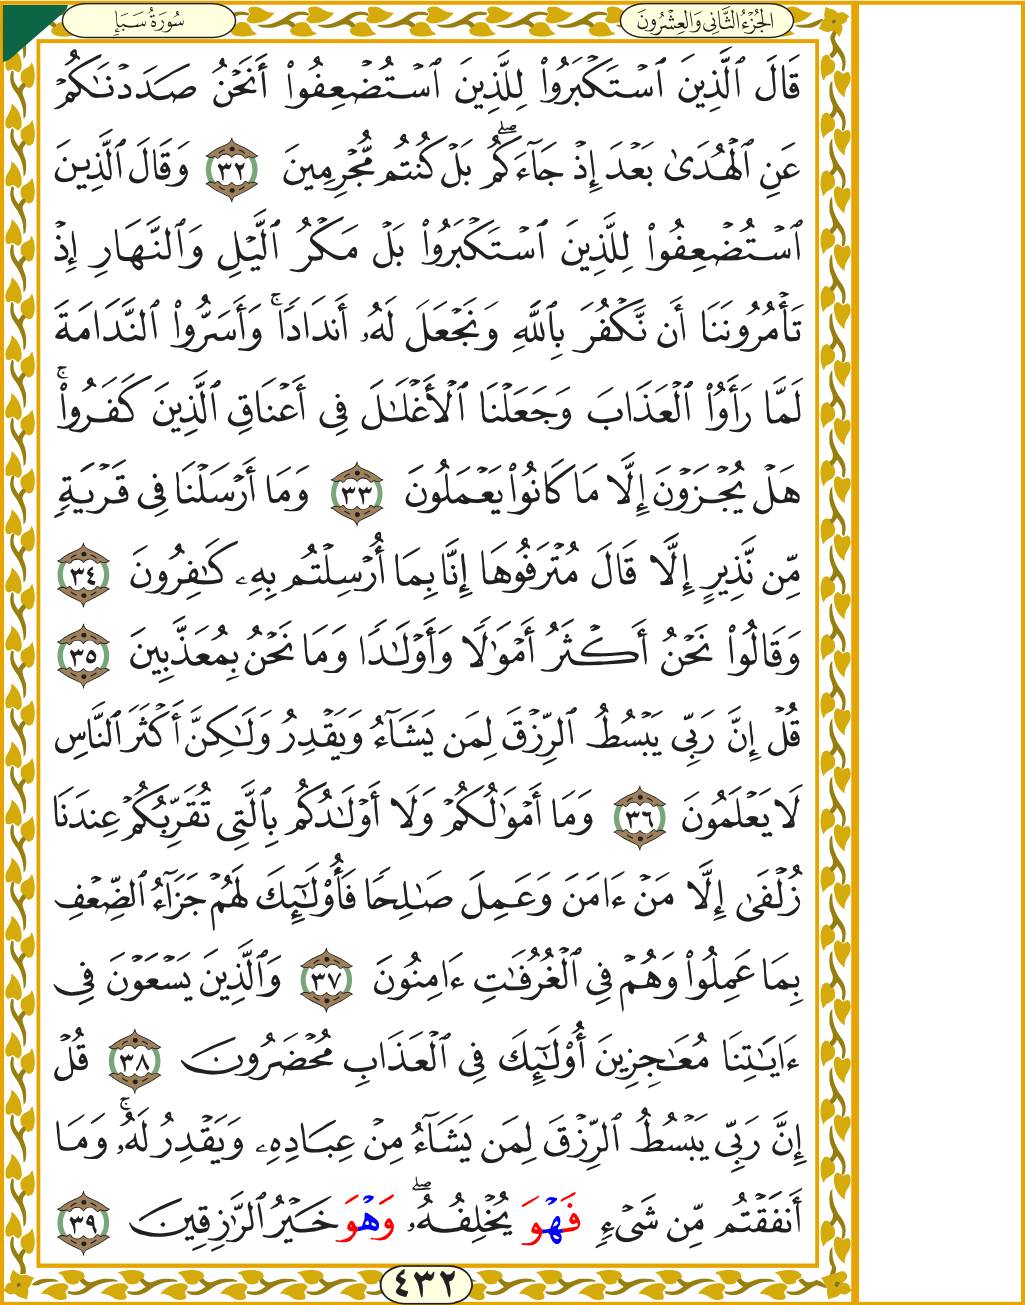 الجُزْءُ الثَّانِي وَالعِشْرُونَ
سُورَةُ سَبَإٍ
قَالَ ٱلَّذِينَ ٱسْتَكْبَرُوا۟ لِلَّذِينَ ٱسْتُضْعِفُوٓا۟ أَنَحْنُ صَدَدْنَٰكُمْ
عَنِ ٱلْهُدَىٰ بَعْدَ إِذْ جَآءَكُمۖ بَلْ كُنتُم مُّجْرِمِينَ ٣٢ وَقَالَ ٱلَّذِينَ
ٱسْتُضْعِفُوا۟ لِلَّذِينَ ٱسْتَكْبَرُوا۟ بَلْ مَكْرُ ٱلَّيْلِ وَٱلنَّهَارِ إِذْ
تَأْمُرُونَنَآ أَن نَّكْفُرَ بِٱللَّهِ وَنَجْعَلَ لَهُۥٓ أَندَادًاۚ وَأَسَرُّوا۟ ٱلنَّدَامَةَ
لَمَّا رَأَوُا۟ ٱلْعَذَابَ وَجَعَلْنَا ٱلْأَغْلَٰلَ فِىٓ أَعْنَاقِ ٱلَّذِينَ كَفَرُوا۟ۚ
هَلْ يُجْزَوْنَ إِلَّا مَا كَانُوا۟ يَعْمَلُونَ ٣٣ وَمَآ أَرْسَلْنَا فِى قَرْيَةٍ
مِّن نَّذِيرٍ إِلَّا قَالَ مُتْرَفُوهَآ إِنَّا بِمَآ أُرْسِلْتُم بِهِۦ كَٰفِرُونَ ٣٤
وَقَالُوا۟ نَحْنُ أَكْثَرُ أَمْوَٰلًا وَأَوْلَٰدًا وَمَا نَحْنُ بِمُعَذَّبِينَ ٣٥
قُلْ إِنَّ رَبِّى يَبْسُطُ ٱلرِّزْقَ لِمَن يَشَآءُ وَيَقْدِرُ وَلَٰكِنَّ أَكْثَرَ ٱلنَّاسِ
لَا يَعْلَمُونَ ٣٦ وَمَآ أَمْوَٰلُكُمْ وَلَآ أَوْلَٰدُكُم بِٱلَّتِى تُقَرِّبُكُمْ عِندَنَا
زُلْفَىٰٓ إِلَّا مَنْ ءَامَنَ وَعَمِلَ صَٰلِحًا فَأُو۟لَٰٓئِكَ لَهُمْ جَزَآءُ ٱلضِّعْفِ
بِمَا عَمِلُوا۟ وَهُمْ فِى ٱلْغُرُفَٰتِ ءَامِنُونَ ٣٧ وَٱلَّذِينَ يَسْعَوْنَ فِىٓ
ءَايَٰتِنَا مُعَٰجِزِينَ أُو۟لَٰٓئِكَ فِى ٱلْعَذَابِ مُحْضَرُونَ ٣٨ قُلْ
إِنَّ رَبِّى يَبْسُطُ ٱلرِّزْقَ لِمَن يَشَآءُ مِنْ عِبَادِهِۦ وَيَقْدِرُ لَهُۥۚ وَمَآ
أَنفَقْتُم مِّن شَىْءٍ فَهْوَ يُخْلِفُهُۥۖ وَهْوَ خَيْرُ ٱلرَّٰزِقِينَ ٣٩
٤٣٢